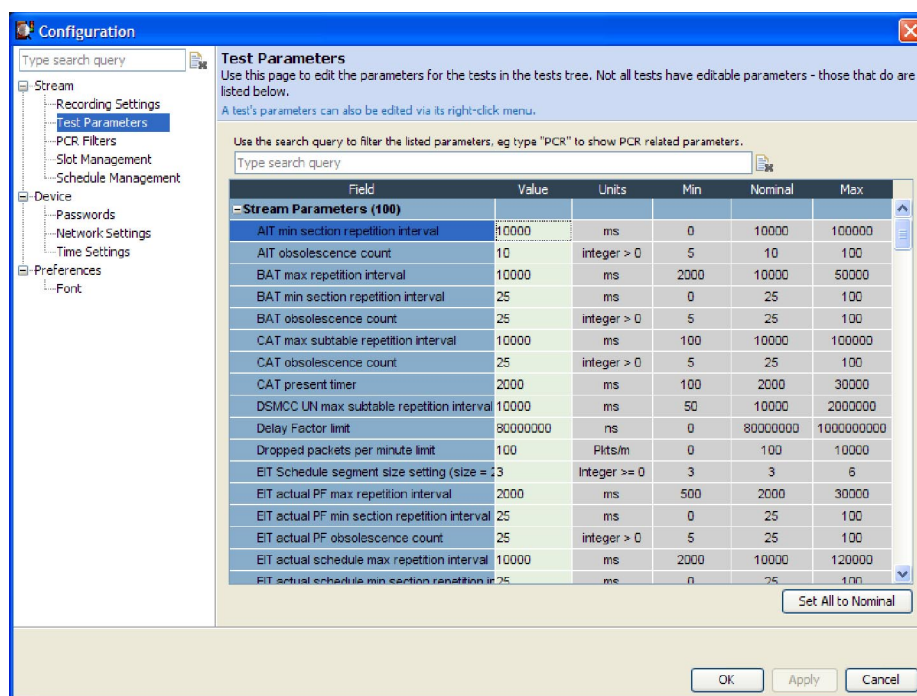 Configuration
Type search query
Stream
Recording Settings
Test Parameters
PCR Filters
Slot Management
Schedule Management
Device
Passwords
Network Settings
Time Settings
Preferences
Font
Test Parameters
Use this page to edit the parameters for the tests in the tests tree. Not all tests have editable parameters - those that do are
listed below.
A test's parameters can also be edited via its right-click menu.
Use the search query to filter the listed parameters, eg type "PCR" to show PCR related parameters.
Type search query
Field Value Units Min Nominal Max
Stream Parameters (100)
AIT min section repetition interval 10000 ms 0 10000 100000
AIT obsolescence count 10 integer > 0 5 10 100
BAT max repetition interval 10000 ms 2000 10000 50000
BAT min section repetition interval 25 ms 0 25 100
BAT obsolescence count 25 integer > 0 5 25 100
CAT max subtable repetition interval 10000 ms 100 10000 100000
CAT obsolescence count 25 integer > 0 5 25 100
CAT present timer 2000 ms 100 2000 30000
DSMCC UN max subtable repetition interval 10000 ms 50 10000 2000000
Delay Factor limit 80000000 ns 0 80000000 1000000000
Dropped packets per minute limit 100 Pkts/m 0 100 10000
EIT Schedule segment size setting (size = 3 Integer >= 0 3 3 6
EIT actual PF max repetition interval 2000 ms 500 2000 30000
EIT actual PF min section repetition interval 25 ms 0 25 100
EIT actual PF obsolescence count 25 integer > 0 5 25 100
EIT actual schedule max repetition interval 10000 ms 2000 10000 120000
EIT actual schedule min section repetition in 25 ms 0 25 100
Set All to Nominal
OK Apply Cancel